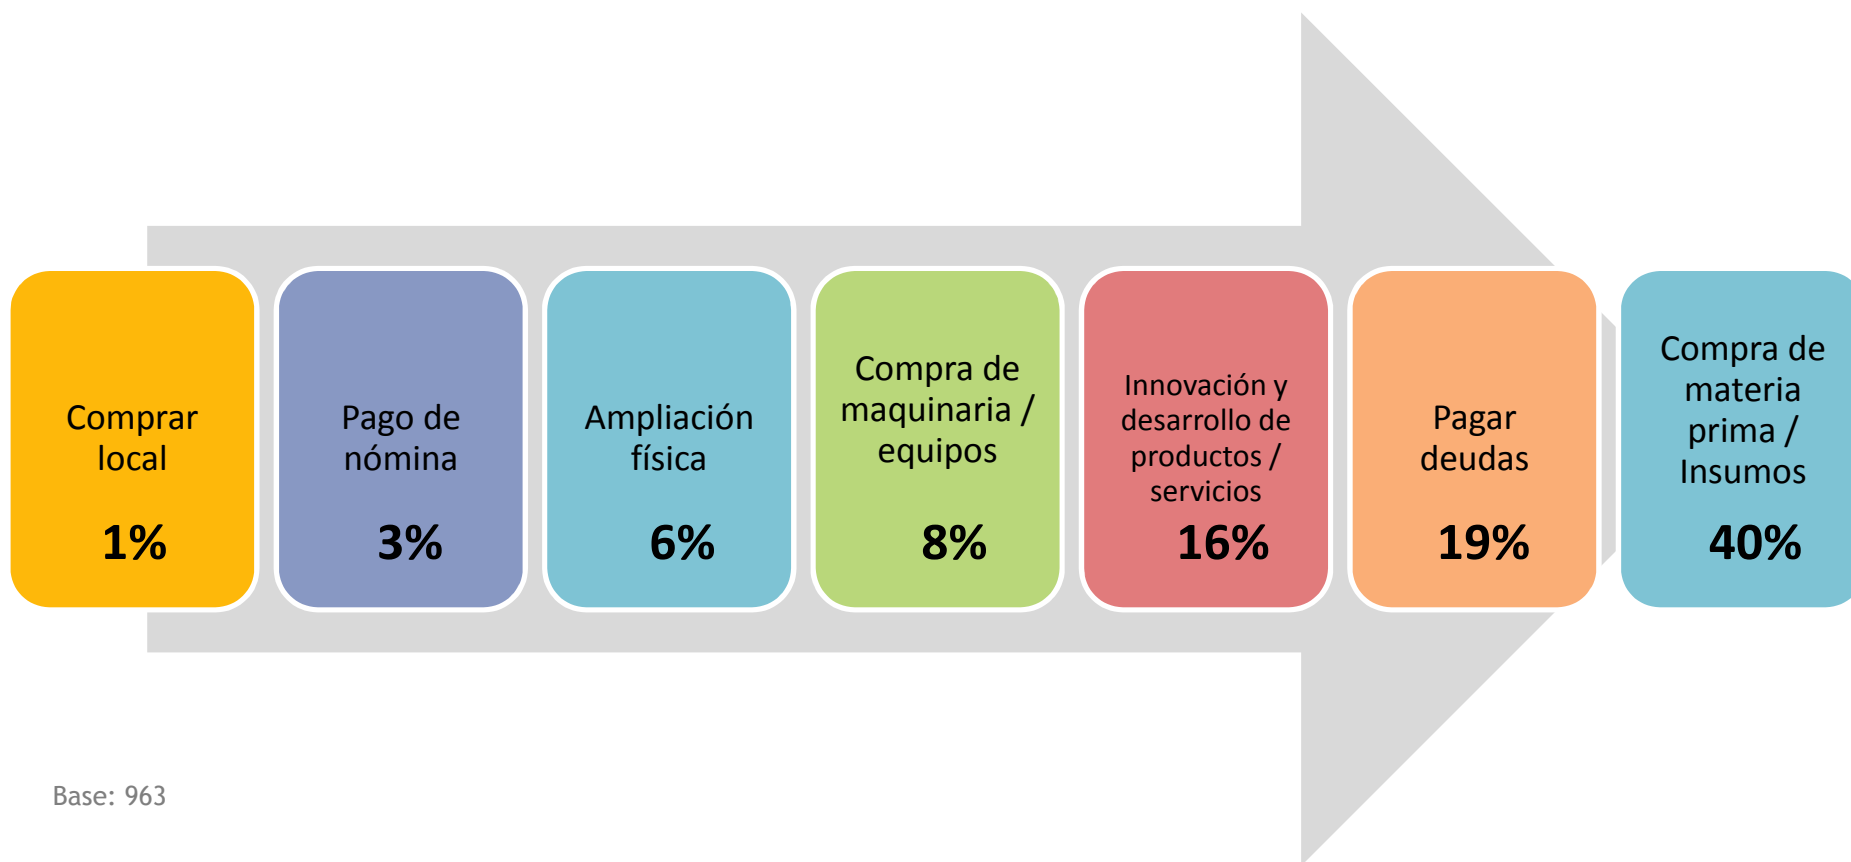 Comprar
local
1%
Pago de
nómina
3%
Ampliación
física
6%
Compra de
maquinaria /
equipos
8%
Innovación y
desarrollo de
productos /
servicios
16%
Pagar
deudas
19%
Compra de
materia
prima /
Insumos
40%
Base: 963